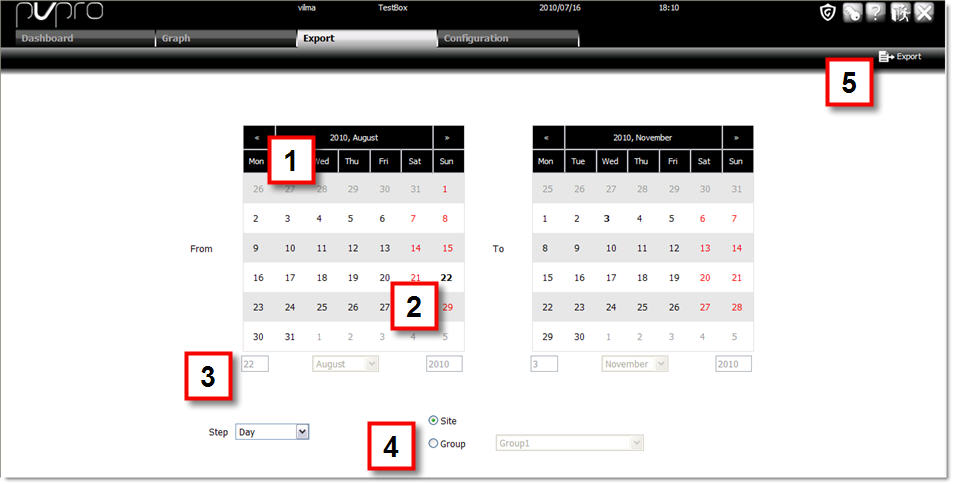 pvpro vilma TestBox 2010/07/16 18:10
Dashboard Graph Export Configuration
Export
5
« 2010, August » « 2010, November »
Mon Wed Thu Fri Sat Sun Mon Tue Wed Thu Fri Sat Sun
1
26 27 28 29 30 31 1 25 26 27 28 29 30 31
2 3 4 5 6 7 8 1 2 3 4 5 6 7
From 9 10 11 12 13 14 15 To 8 9 10 11 12 13 14
16 17 18 19 20 21 22 15 16 17 18 19 20 21
2
23 24 25 26 27 29 22 23 24 25 26 27 28
30 31 1 2 3 4 5 29 30 1 2 3 4 5
22 August 2010 3 November 2010
3
Site
Step Day
4
Group Group1